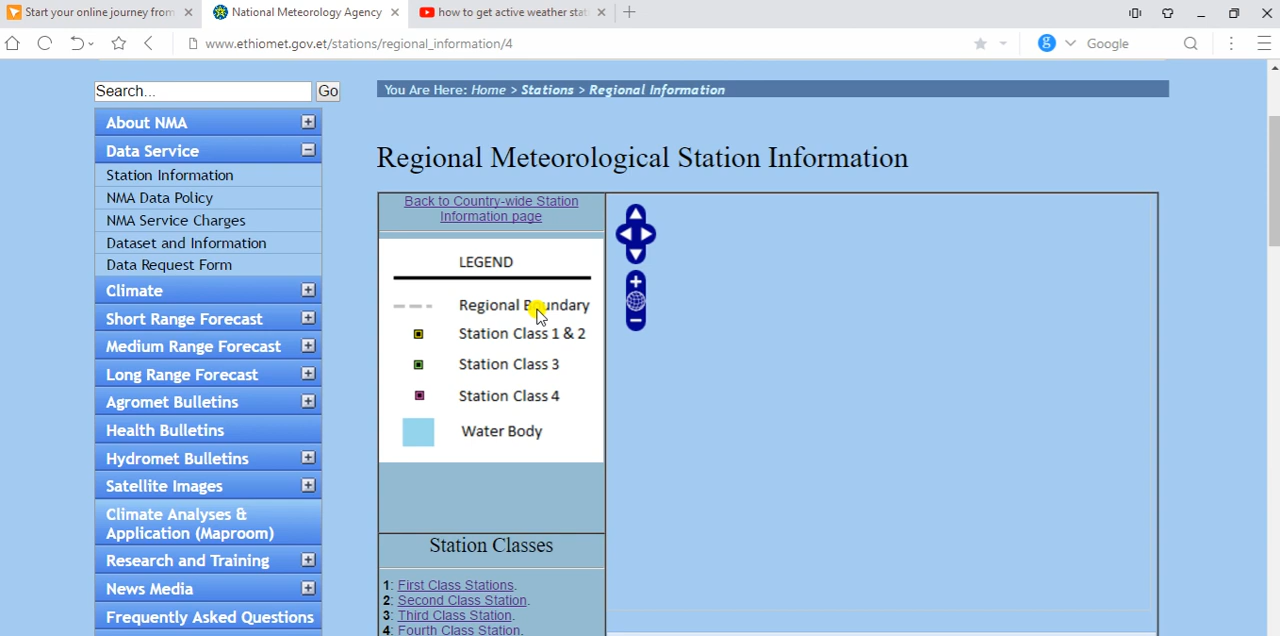 Start your online journey from
National Meteorology Agency
how to get active weather stat
www.ethiomet.gov.et/stations/regional_information/4
Google
Search...
Go
You Are Here: Home > Stations > Regional Information
About NMA
Data Service
Station Information
NMA Data Policy
NMA Service Charges
Dataset and Information
Data Request Form
Climate
Short Range Forecast
Medium Range Forecast
Long Range Forecast
Agromet Bulletins
Health Bulletins
Hydromet Bulletins
Satellite Images
Climate Analyses &
Application (Maproom)
Research and Training
News Media
Frequently Asked Questions
Regional Meteorological Station Information
Back to Country-wide Station
Information page
LEGEND
Regional Boundary
Station Class 1 & 2
Station Class 3
Station Class 4
Water Body
Station Classes
1: First Class Stations.
2: Second Class Station.
3: Third Class Station.
4: Fourth Class Station.